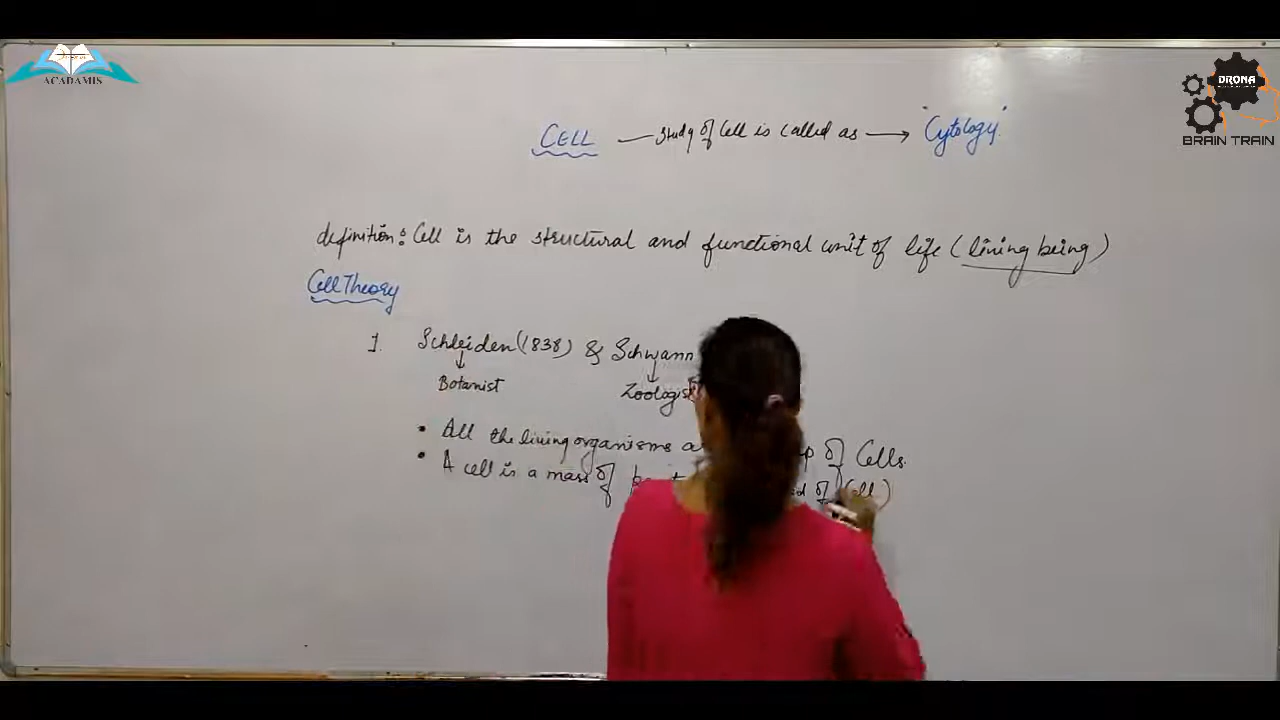 ACADAMIS
DRONA
BRAIN TRAIN
CELL — study of Cell is called as → "Cytology"
definition: Cell is the structural and functional unit of life (lining being)
Cell Theory
1. Schleiden (1838) & Schwann
↓ ↓
Botanist Zoologist
• All the living organisms of Cells.
• A cell is a mass of of Cell)